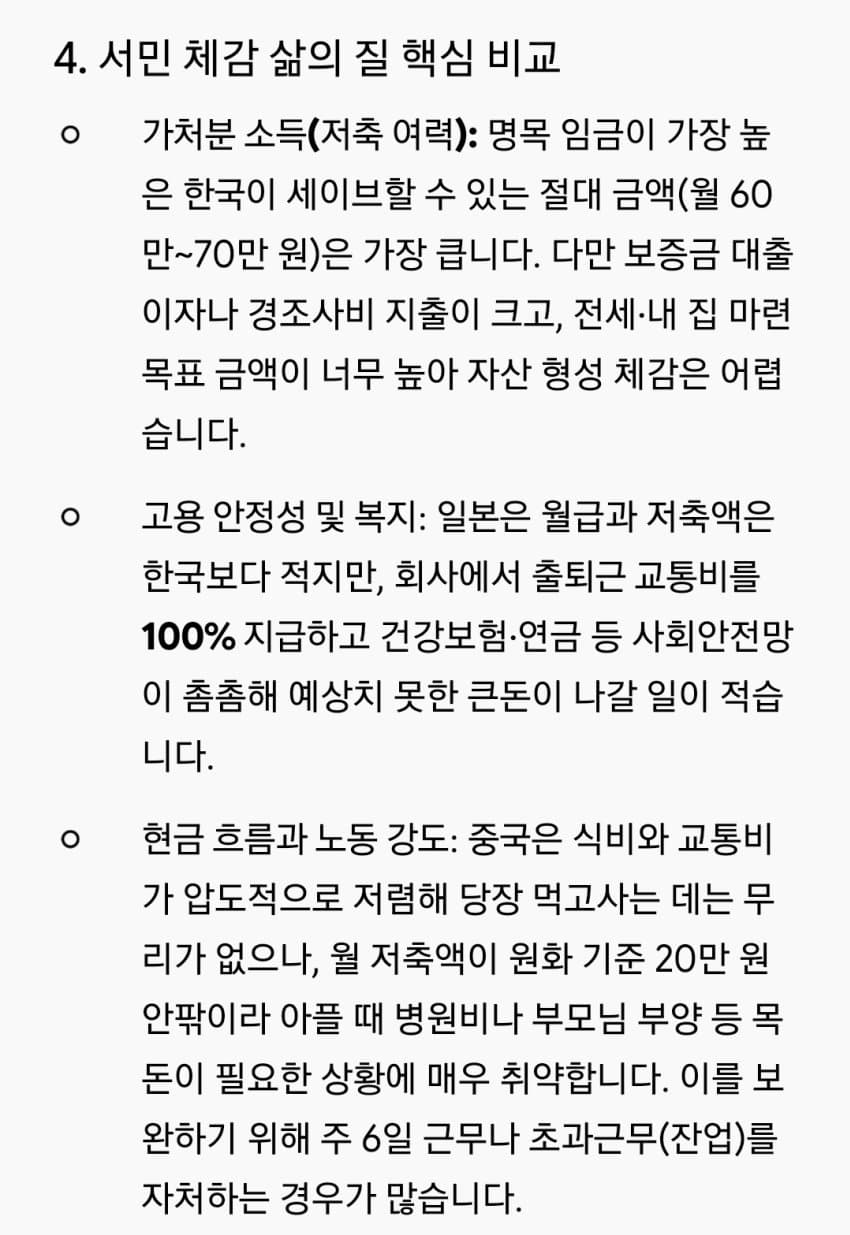 4. 서민 체감 삶의 질 핵심 비교
가처분 소득(저축 여력): 명목 임금이 가장 높
은 한국이 세이브할 수 있는 절대 금액(월 60
만~70만 원)은 가장 큽니다. 다만 보증금 대출
이자나 경조사비 지출이 크고, 전세·내 집 마련
목표 금액이 너무 높아 자산 형성 체감은 어렵
습니다.
고용 안정성 및 복지: 일본은 월급과 저축액은
한국보다 적지만, 회사에서 출퇴근 교통비를
100% 지급하고 건강보험·연금 등 사회안전망
이 촘촘해 예상치 못한 큰돈이 나갈 일이 적습
니다.
현금 흐름과 노동 강도: 중국은 식비와 교통비
가 압도적으로 저렴해 당장 먹고사는 데는 무
리가 없으나, 월 저축액이 원화 기준 20만 원
안팎이라 아플 때 병원비나 부모님 부양 등 목
돈이 필요한 상황에 매우 취약합니다. 이를 보
완하기 위해 주 6일 근무나 초과근무(잔업)를
자처하는 경우가 많습니다.